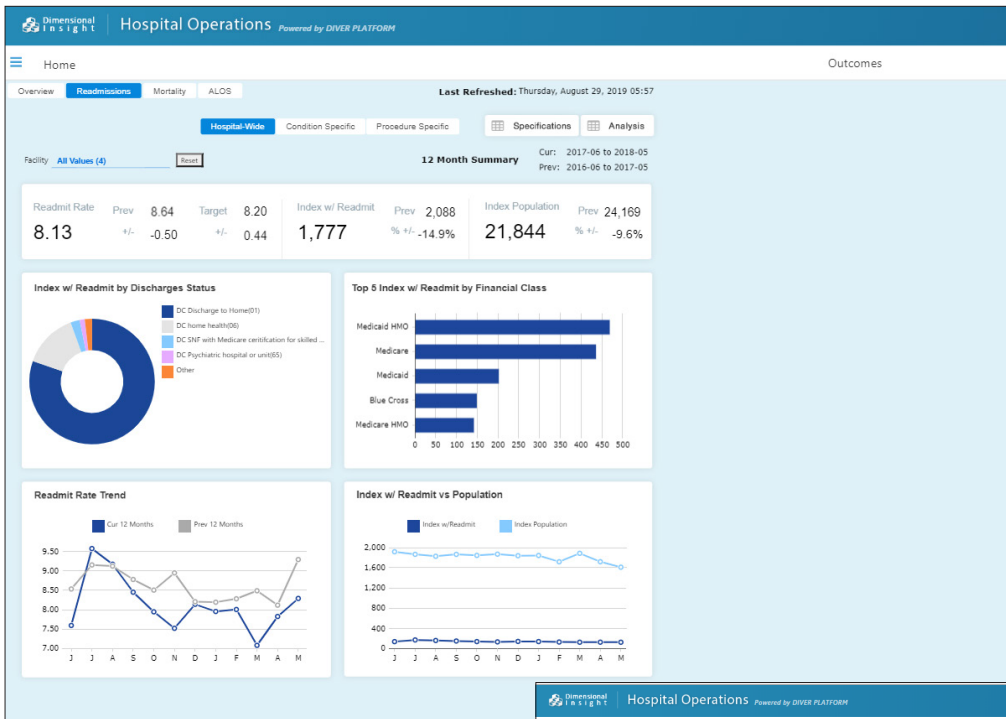 Dimensional Insight Hospital Operations Powered by DIVER PLATFORM
Home Outcomes
Overview Readmissions Mortality ALOS Last Refreshed: Thursday, August 29, 2019 05:57
Hospital-Wide Condition Specific Procedure Specific Specifications Analysis
Facility All Values (4) Reset 12 Month Summary Cur: 2017-06 to 2018-05
Prev: 2016-06 to 2017-05
Readmit Rate Prev 8.64 Target 8.20 Index w/ Readmit Prev 2,088 Index Population Prev 24,169
8.13 +/- -0.50 +/- 0.44 1,777 % +/- -14.9% 21,844 % +/- -9.6%
Index w/ Readmit by Discharges Status
DC Discharge to Home(01)
DC home health(06)
DC SNF with Medicare ceritifcation for skilled ...
DC Psychiatric hospital or unit(65)
Other
Top 5 Index w/ Readmit by Financial Class
Medicaid HMO
Medicare
Medicaid
Blue Cross
Medicare HMO
0 50 100 150 200 250 300 350 400 450 500
Readmit Rate Trend
Cur 12 Months Prev 12 Months
9.50
9.00
8.50
8.00
7.50
7.00
J J A S O N D J F M A M
Index w/ Readmit vs Population
Index w/Readmit Index Population
2,000
1,600
1,200
800
400
0
J J A S O N D J F M A M
Dimensional Insight Hospital Operations Powered by DIVER PLATFORM